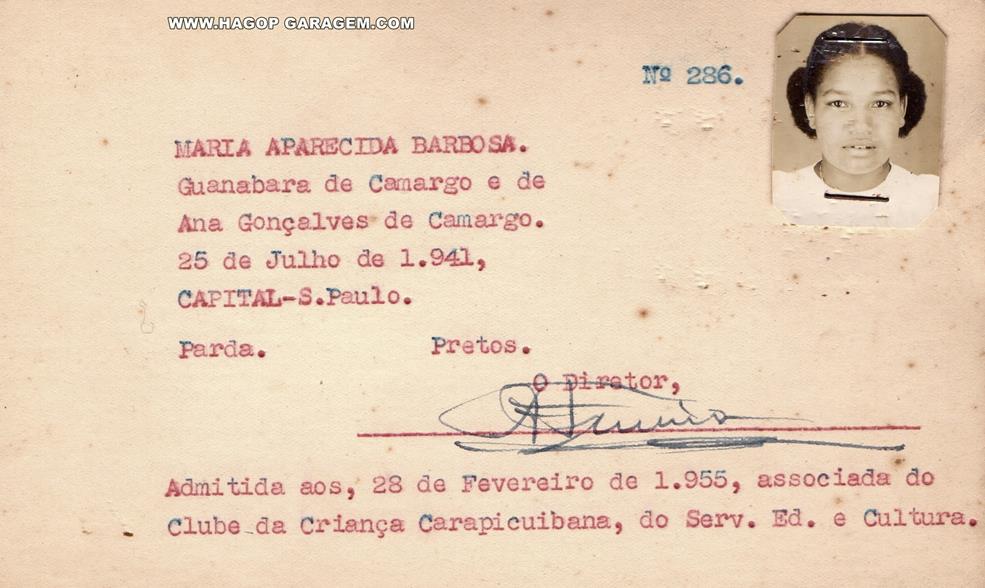 WWW.HAGOP GARAGEM.COM
Nº 286.
MARIA APARECIDA BARBOSA.
Guanabara de Camargo e de
Ana Gonçalves de Camargo.
25 de Julho de 1.941,
CAPITAL-S.Paulo.
Parda. Pretos.
O Diretor,
Admitida aos, 28 de Fevereiro de 1.955, associada do
Clube da Criança Carapicuibana, do Serv. Ed. e Cultura.